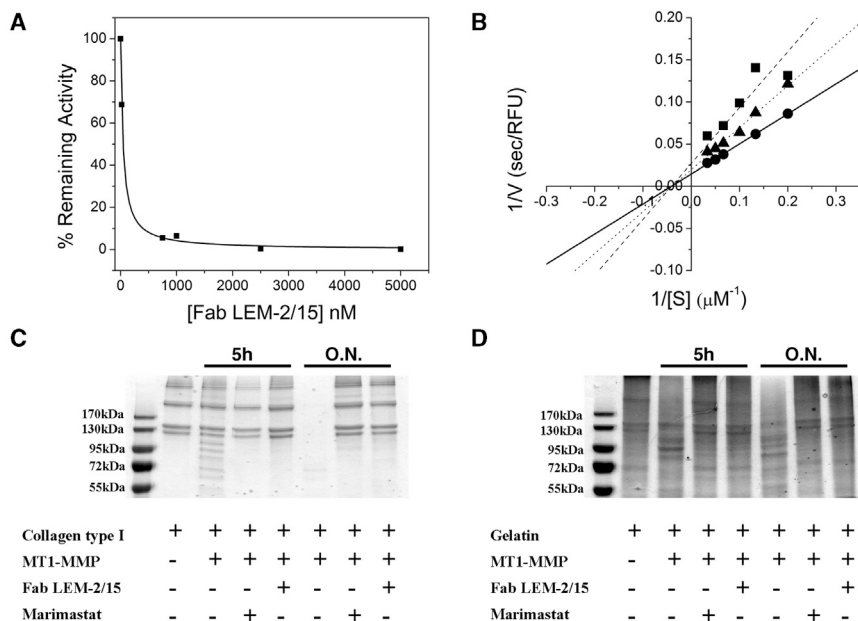 A
% Remaining Activity
100
80
60
40
20
0
0 1000 2000 3000 4000 5000
[Fab LEM-2/15] nM
B
1/V (sec/RFU)
0.20
0.15
0.10
0.05
0.00
-0.05
-0.10
-0.3 -0.2 -0.1 0.0 0.1 0.2 0.3
1/[S] (μM⁻¹)
C
5h O.N.
170kDa
130kDa
95kDa
72kDa
55kDa
Collagen type I + + + + + + +
MT1-MMP - + + + + + +
Fab LEM-2/15 - - - + - - +
Marimastat - - + - - + -
D
5h O.N.
170kDa
130kDa
95kDa
72kDa
55kDa
Gelatin + + + + + + +
MT1-MMP - + + + + + +
Fab LEM-2/15 - - - + - - +
Marimastat - - + - - + -